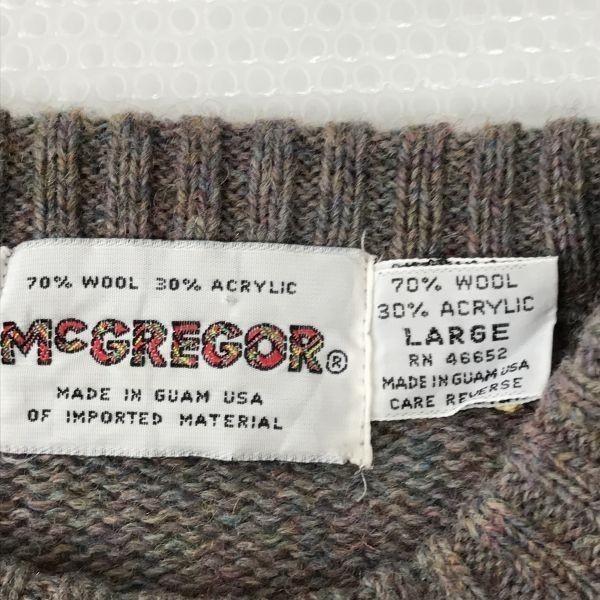 70% WOOL 30% ACRYLIC
McGREGOR®
MADE IN GUAM USA
OF IMPORTED MATERIAL
70% WOOL
30% ACRYLIC
LARGE
RN 46652
MADE IN GUAM USA
CARE REVERSE